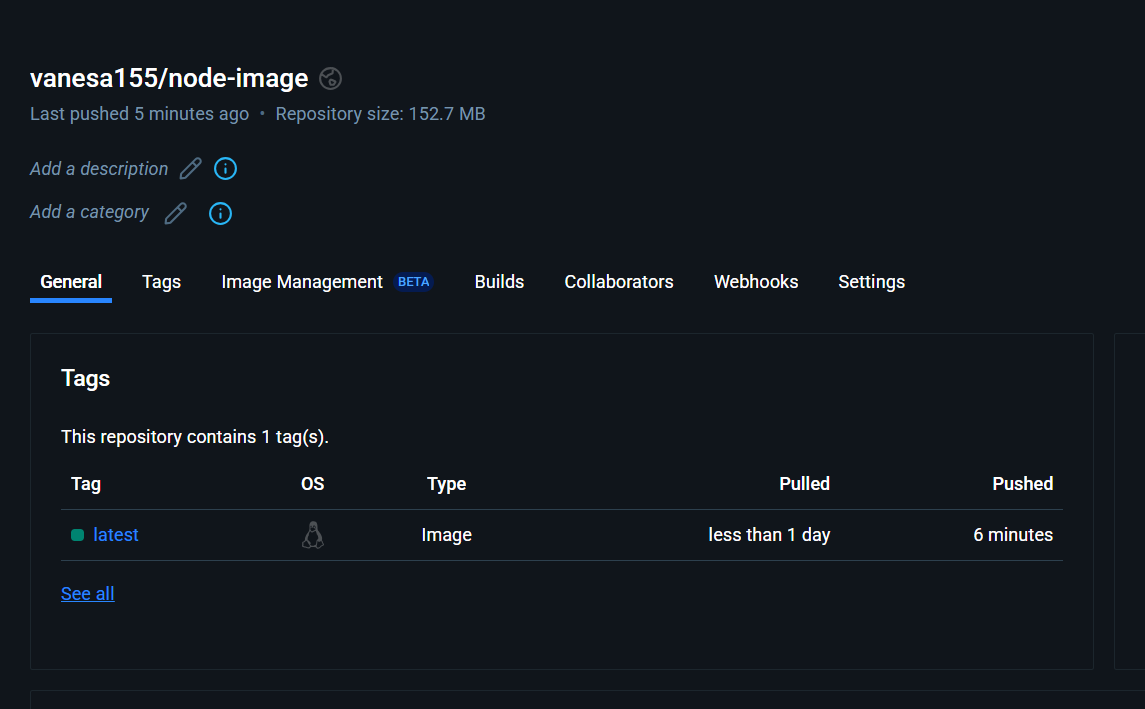 vanesa155/node-image
Last pushed 5 minutes ago • Repository size: 152.7 MB
Add a description
Add a category
General Tags Image Management BETA Builds Collaborators Webhooks Settings
Tags
This repository contains 1 tag(s).
Tag OS Type Pulled Pushed
latest Image less than 1 day 6 minutes
See all